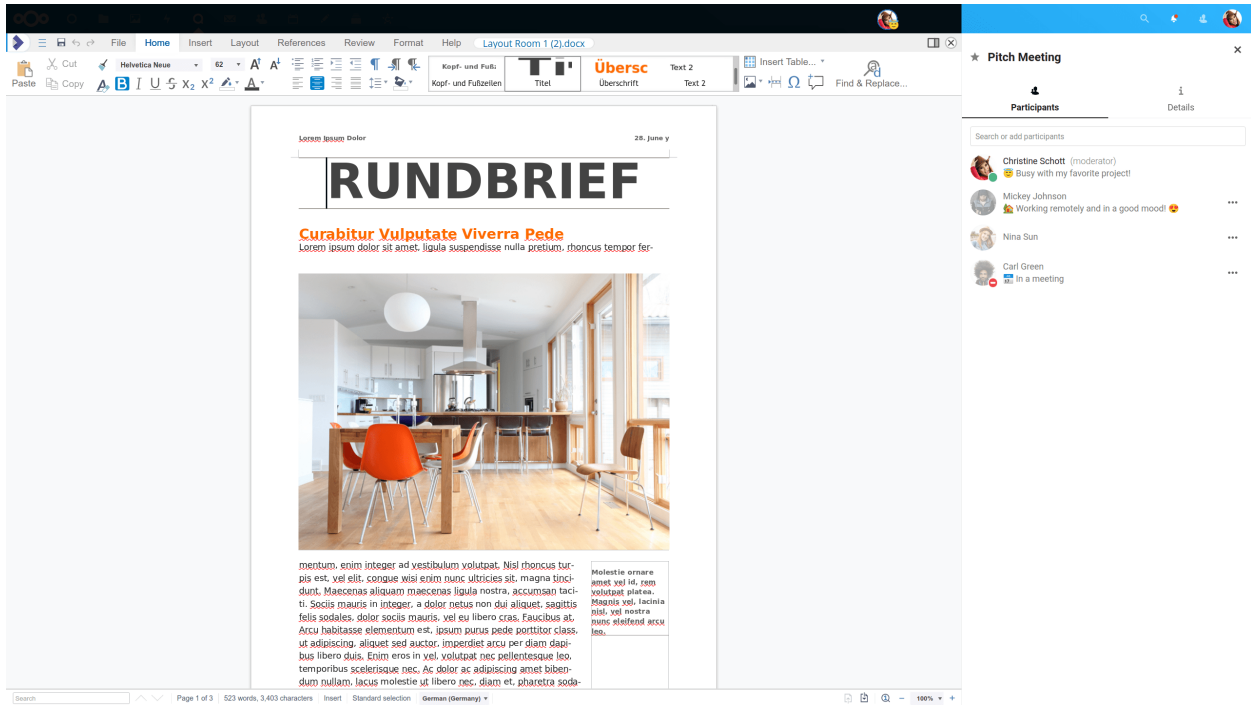 File Home Insert Layout References Review Format Help Layout Room 1 (2).docx
Paste
Cut
Copy
Helvetica Neue 62
Kopf- und Fuß
Kopf- und Fußzeilen
Titel
Übersc
Überschrift
Text 2
Text 2
Insert Table...
Find & Replace...
Lorem Ipsum Dolor 28. June y
RUNDBRIEF
Curabitur Vulputate Viverra Pede
Lorem ipsum dolor sit amet, ligula suspendisse nulla pretium, rhoncus tempor fer-
mentum, enim integer ad vestibulum volutpat. Nisl rhoncus tur-
pis est, vel elit, congue wisi enim nunc ultricies sit, magna tinci-
dunt. Maecenas aliquam maecenas ligula nostra, accumsan taci-
ti. Sociis mauris in integer, a dolor netus non dui aliquet, sagittis
felis sodales, dolor sociis mauris, vel eu libero cras. Faucibus at.
Arcu habitasse elementum est, ipsum purus pede porttitor class,
ut adipiscing, aliquet sed auctor, imperdiet arcu per diam dapi-
bus libero duis. Enim eros in vel, volutpat nec pellentesque leo,
temporibus scelerisque nec. Ac dolor ac adipiscing amet biben-
dum nullam, lacus molestie ut libero nec, diam et, pharetra soda-
Molestie ornare
amet vel id, rem
volutpat platea.
Magnis vel, lacinia
nisl, vel nostra
nunc eleifend arcu
leo.
Search
Page 1 of 3
523 words, 3,403 characters
Insert
Standard selection
German (Germany)
100%
Pitch Meeting
Participants
Details
Search or add participants
Christine Schott (moderator)
😇 Busy with my favorite project!
Mickey Johnson
🏡 Working remotely and in a good mood! 😍
Nina Sun
Carl Green
📅 in a meeting